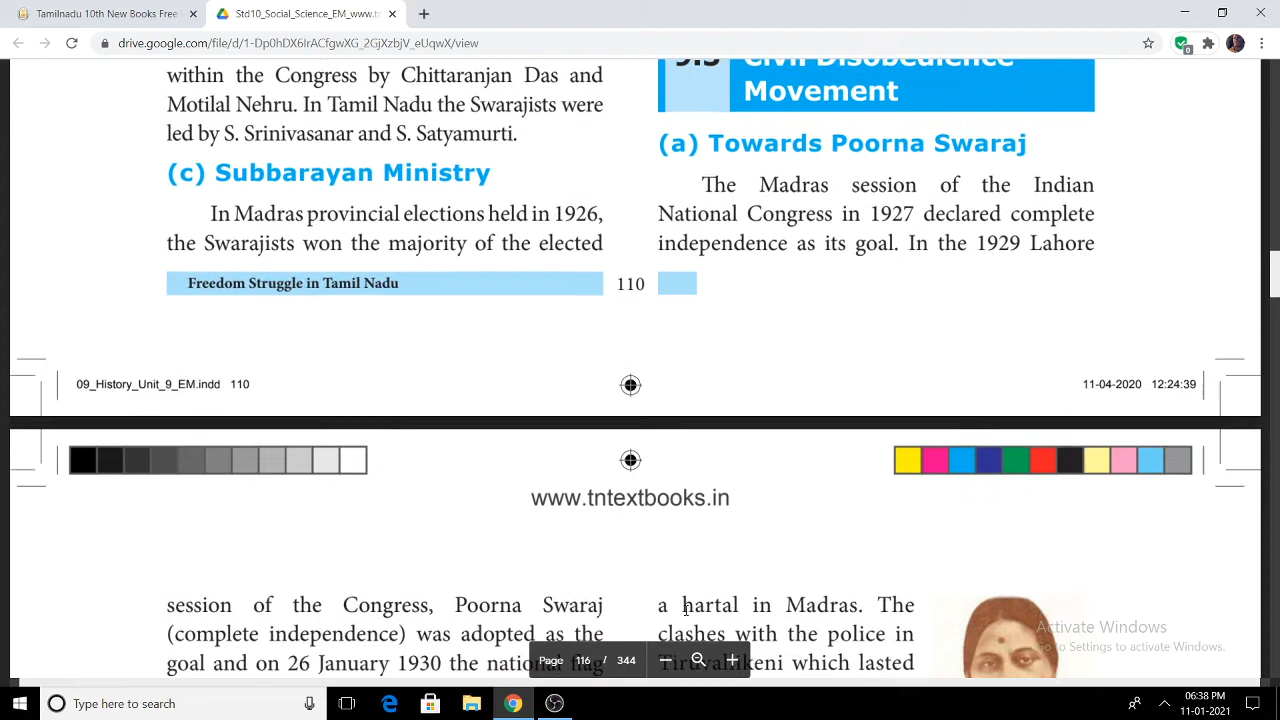 Tamilnadu 10th New Books Free
Std10_Social_Science_EM_www.t
drive.google.com/file/d/1-Dp0hDX6IrACfgwXG_2GJXzbjV_eUqwX/view
within the Congress by Chittaranjan Das and
Motilal Nehru. In Tamil Nadu the Swarajists were
led by S. Srinivasanar and S. Satyamurti.
(c) Subbarayan Ministry
In Madras provincial elections held in 1926,
the Swarajists won the majority of the elected
Freedom Struggle in Tamil Nadu
110
Civil Disobedience
Movement
(a) Towards Poorna Swaraj
The Madras session of the Indian
National Congress in 1927 declared complete
independence as its goal. In the 1929 Lahore
09_History_Unit_9_EM.indd 110
11-04-2020 12:24:39
www.tntextbooks.in
session of the Congress, Poorna Swaraj
(complete independence) was adopted as the
goal and on 26 January 1930 the national flag
a hartal in Madras. The
clashes with the police in
Tiruvallikeni which lasted
Activate Windows
Go to Settings to activate Windows.
Page 116 / 344
Type here to search
06:38 PM
11-01-2021